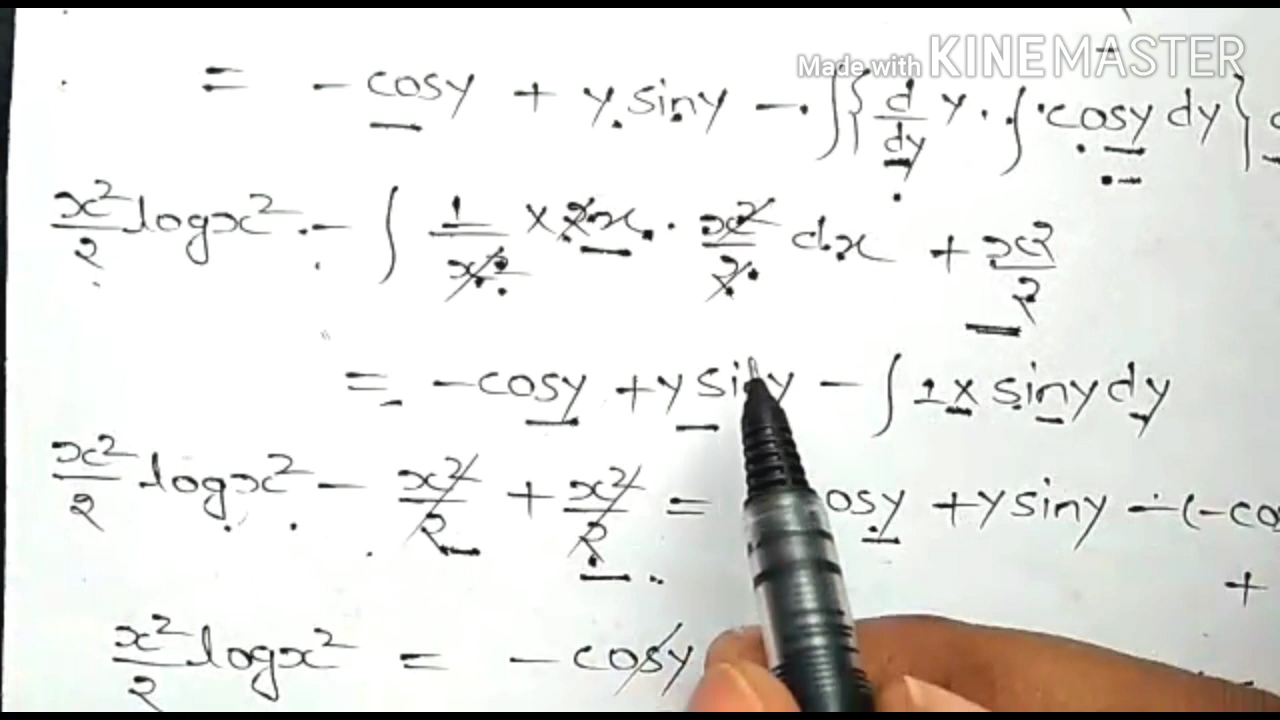 Made with KINEMASTER
= -cosy + y.siny - ∫{d/dy y. ∫cosy dy}
x²/2 logx² - ∫ 1/x² × 2x. x²/2 dx + x²/2
= -cosy + y siny - ∫ 1x siny dy
x²/2 logx² - x²/2 + x²/2 = osy + y siny - (-co
+
x²/2 logx² = -cosy